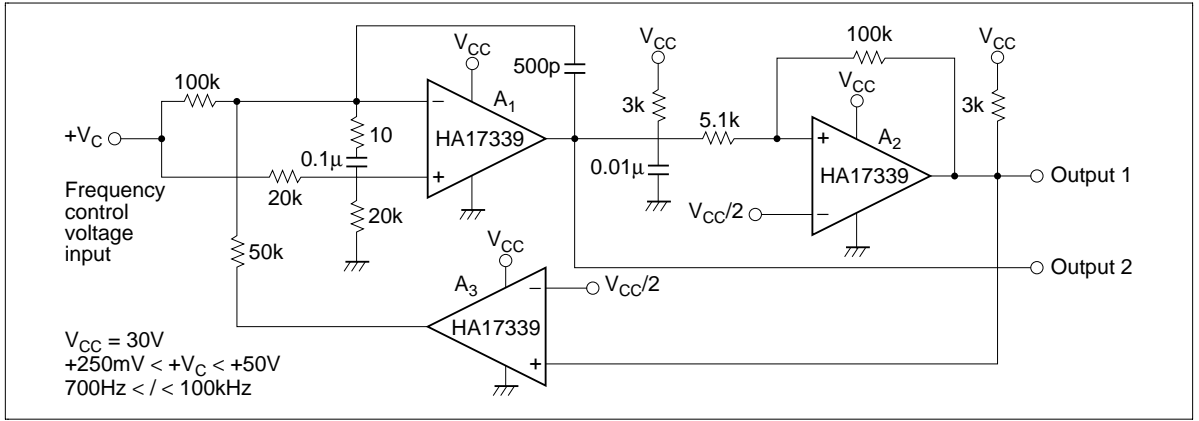 V_CC
V_CC
100k
V_CC
100k
500p
V_CC
A_1
3k
3k
10
5.1k
+V_C
HA17339
A_2
0.1μ
0.01μ
HA17339
Output 1
20k
Frequency
control
voltage
input
20k
V_CC/2
50k
V_CC
Output 2
A_3
V_CC/2
HA17339
V_CC = 30V
+250mV < +V_C < +50V
700Hz < / < 100kHz
−
+
+
−
−
+